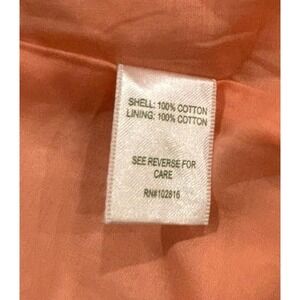 SHELL: 100% COTTON
LINING: 100% COTTON
SEE REVERSE FOR
CARE
RN#102816